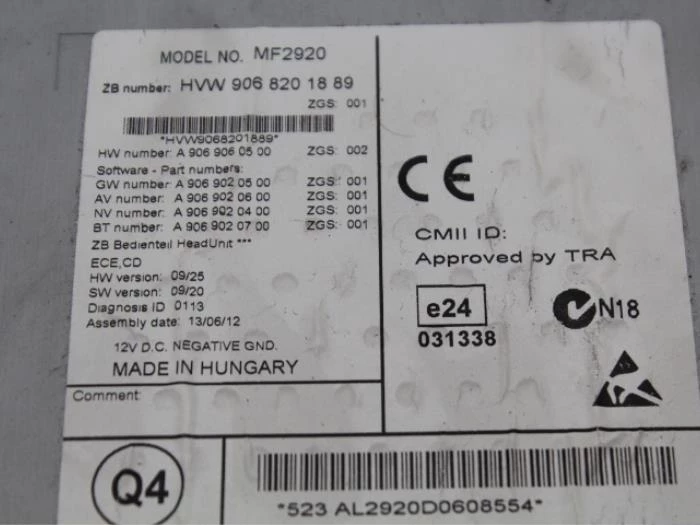 MODEL NO. MF2920
ZB number: HVW 906 820 18 89
ZGS: 001
*HVW9068201889*
HW number: A 906 906 05 00 ZGS: 002
Software - Part numbers:
GW number: A 906 902 05 00 ZGS: 001
AV number: A 906 902 06 00 ZGS: 001
NV number: A 906 902 04 00 ZGS: 001
BT number: A 906 902 07 00 ZGS: 001
ZB Bedienteil HeadUnit ***
ECE,CD
HW version: 09/25
SW version: 09/20
Diagnosis ID 0113
Assembly date: 13/06/12
12V D.C. NEGATIVE GND.
MADE IN HUNGARY
Comment:
CE
CMII ID:
Approved by TRA
e24
031338
N18
Q4
*523 AL2920D0608554*